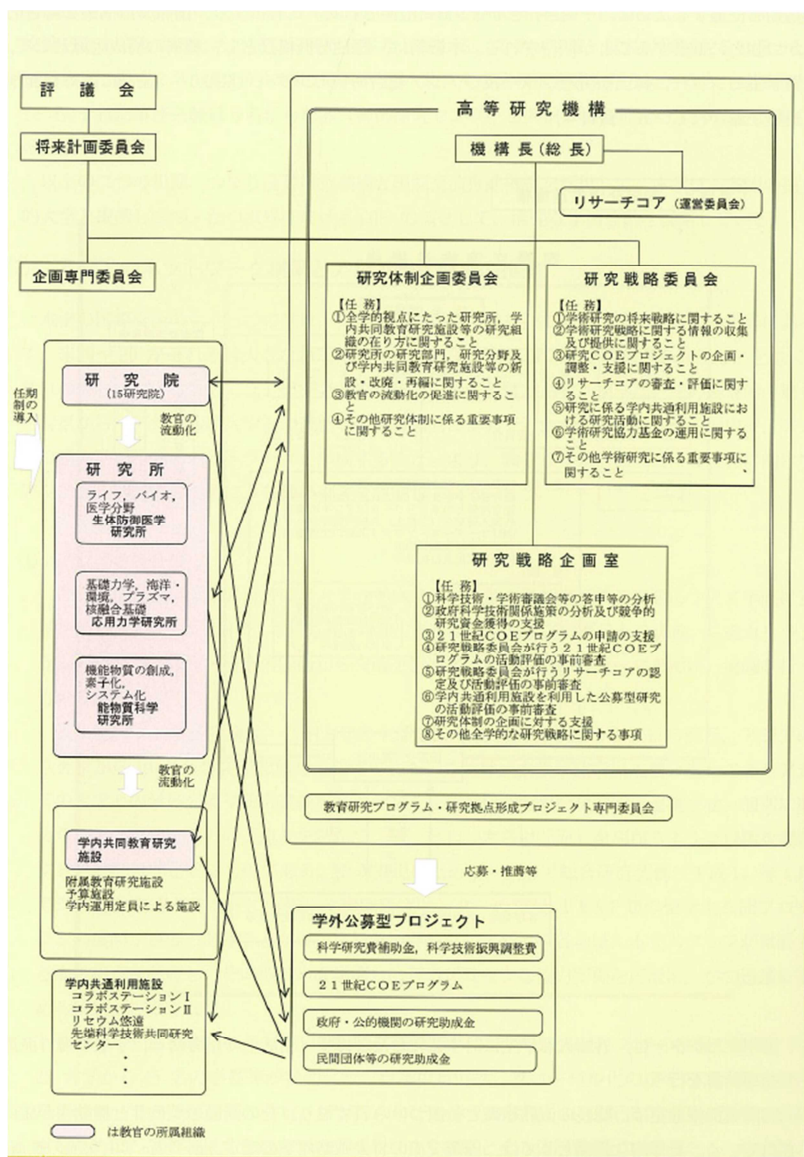 評議会
将来計画委員会
企画専門委員会
高等研究機構
機構長(総長)
リサーチコア(運営委員会)
研究体制企画委員会
【任務】
①全学的視点にたった研究所,学
内共同教育研究施設等の研究組
織の在り方に関すること
②研究所の研究部門,研究分野及
び学内共同教育研究施設等の新
設・改廃・再編に関すること
③教官の流動化の促進に関するこ
と
④その他研究体制に係る重要事項
に関すること
研究戦略委員会
【任務】
①学術研究の将来戦略に関すること
②学術研究戦略に関する情報の収集
及び提供に関すること
③研究COEプロジェクトの企画・
調整・支援に関すること
④リサーチコアの審査・評価に関す
ること
⑤研究に係る学内共通利用施設にお
ける研究活動に関すること
⑥学術研究協力基金の運用に関する
こと
⑦その他学術研究に係る重要事項に
関すること
研究戦略企画室
【任務】
①科学技術・学術審議会等の答申等の分析
②政府科学技術関係施策の分析及び競争的
研究資金獲得の支援
③21世紀COEプログラムの申請の支援
④研究戦略委員会が行う21世紀COEプ
ログラムの活動評価の事前審査
⑤研究戦略委員会が行うリサーチコアの認
定及び活動評価の事前審査
⑥学内共通利用施設を利用した公募型研究
の活動評価の事前審査
⑦研究体制の企画に対する支援
⑧その他全学的な研究戦略に関する事項
教育研究プログラム・研究拠点形成プロジェクト専門委員会
任期
制の
導入
研究院
(15研究院)
教官の
流動化
研究所
ライフ,バイオ,
医学分野
生体防御医学
研究所
基礎力学,海洋・
環境,プラズマ,
核融合基礎
応用力学研究所
機能物質の創成,
素子化,
システム化
機能物質科学
研究所
教官の
流動化
学内共同教育研究
施設
附属教育研究施設
予算施設
学内運用定員による施設
学内共通利用施設
コラボステーションⅠ
コラボステーションⅡ
リセウム悠遠
先端科学技術共同研究
センター
・
・
・
応募・推薦等
学外公募型プロジェクト
科学研究費補助金,科学技術振興調整費
21世紀COEプログラム
政府・公的機関の研究助成金
民間団体等の研究助成金
は教官の所属組織